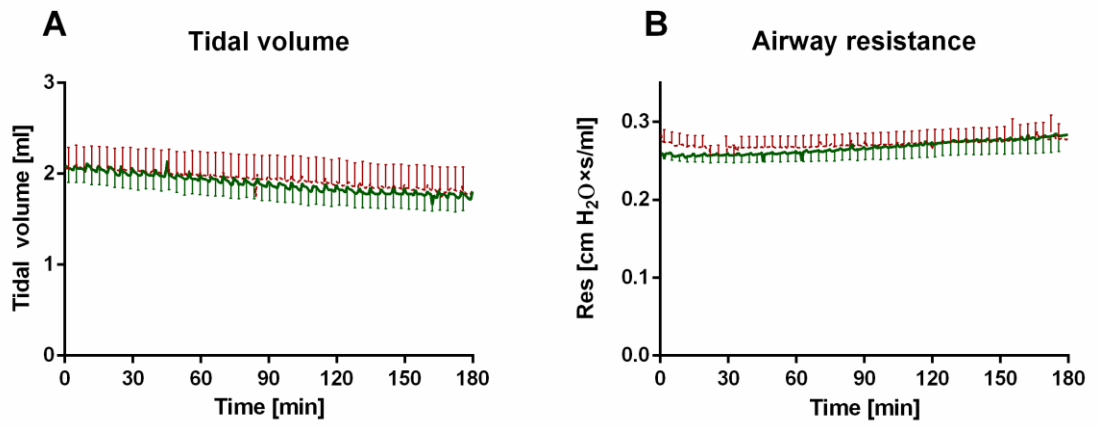 A
Tidal volume
3
2
1
0
Tidal volume [ml]
0 30 60 90 120 150 180
Time [min]
B
Airway resistance
0.3
0.2
0.1
0.0
Res [cm H₂O×s/ml]
0 30 60 90 120 150 180
Time [min]